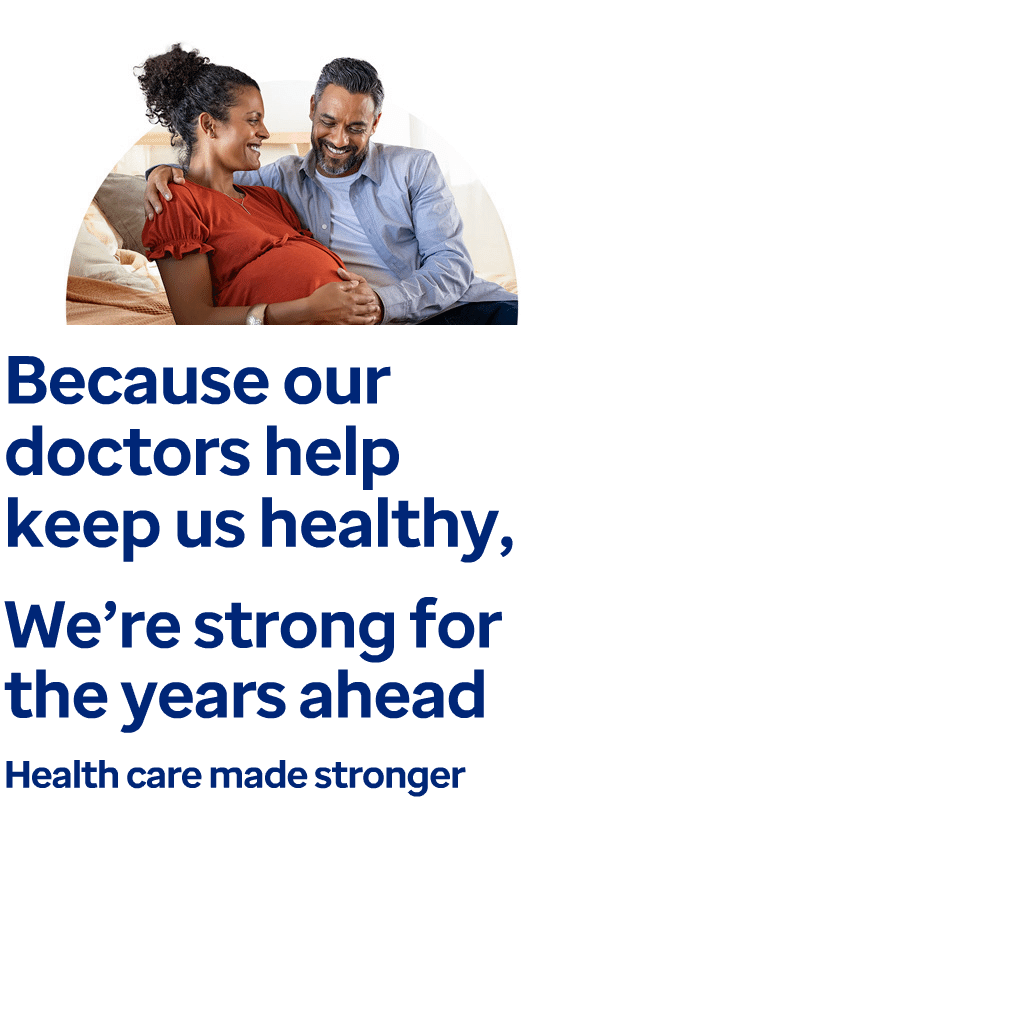 Because our
doctors help
keep us healthy,
We’re strong for
the years ahead
Health care made stronger